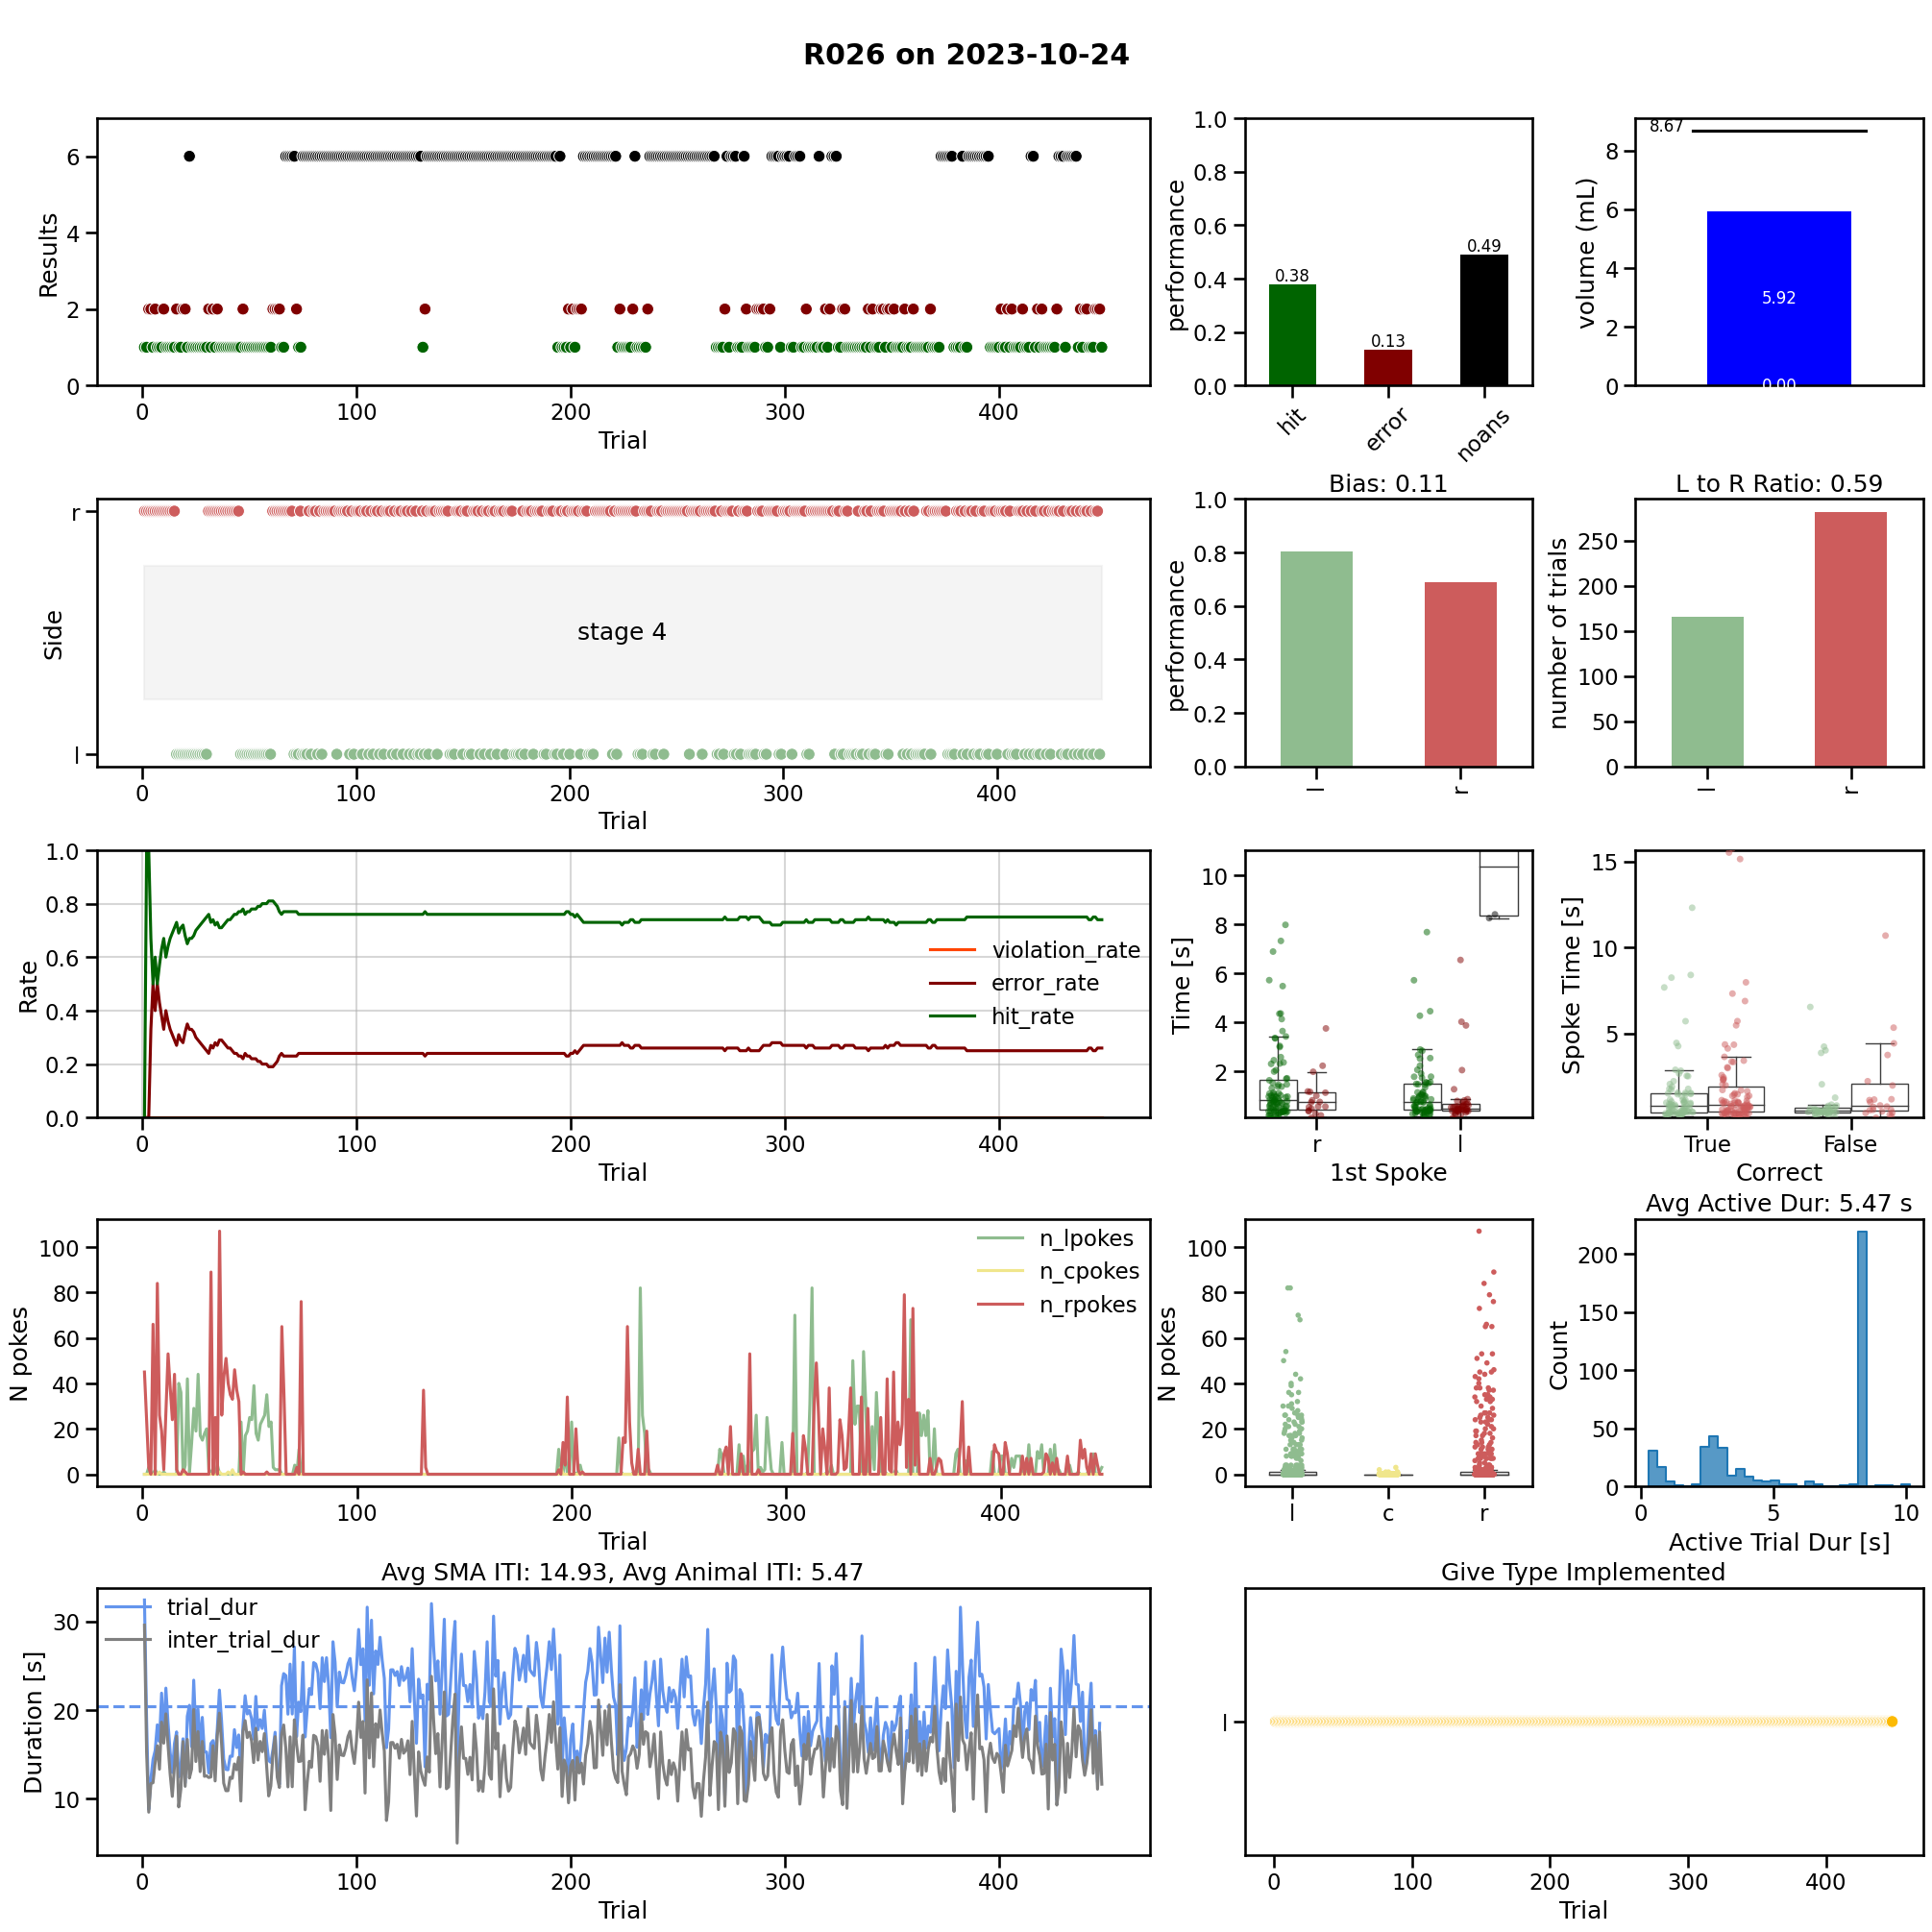 R026 on 2023-10-24
Results
0
2
4
6
0
100
200
300
400
Trial
performance
0.0
0.2
0.4
0.6
0.8
1.0
0.38
0.13
0.49
hit
error
noans
volume (mL)
0
2
4
6
8
8.67
5.92
0.00
Side
r
l
stage 4
0
100
200
300
400
Trial
Bias: 0.11
performance
0.0
0.2
0.4
0.6
0.8
1.0
l
r
L to R Ratio: 0.59
number of trials
0
50
100
150
200
250
l
r
Rate
0.0
0.2
0.4
0.6
0.8
1.0
violation_rate
error_rate
hit_rate
0
100
200
300
400
Trial
Time [s]
2
4
6
8
10
r
l
1st Spoke
Spoke Time [s]
5
10
15
True
False
Correct
N pokes
0
20
40
60
80
100
n_lpokes
n_cpokes
n_rpokes
0
100
200
300
400
Trial
N pokes
0
20
40
60
80
100
l
c
r
Avg Active Dur: 5.47 s
Count
0
50
100
150
200
0
5
10
Active Trial Dur [s]
Avg SMA ITI: 14.93, Avg Animal ITI: 5.47
Duration [s]
10
20
30
trial_dur
inter_trial_dur
0
100
200
300
400
Trial
Give Type Implemented
l
0
100
200
300
400
Trial